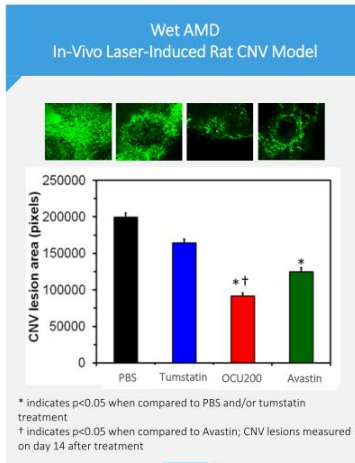 Wet AMD
In-Vivo Laser-Induced Rat CNV Model
CNV lesion area (pixels)
250000
200000
150000
100000
50000
0
*†
*
PBS
Tumstatin
OCU200
Avastin
* indicates p<0.05 when compared to PBS and/or tumstatin
treatment
† indicates p<0.05 when compared to Avastin; CNV lesions measured
on day 14 after treatment